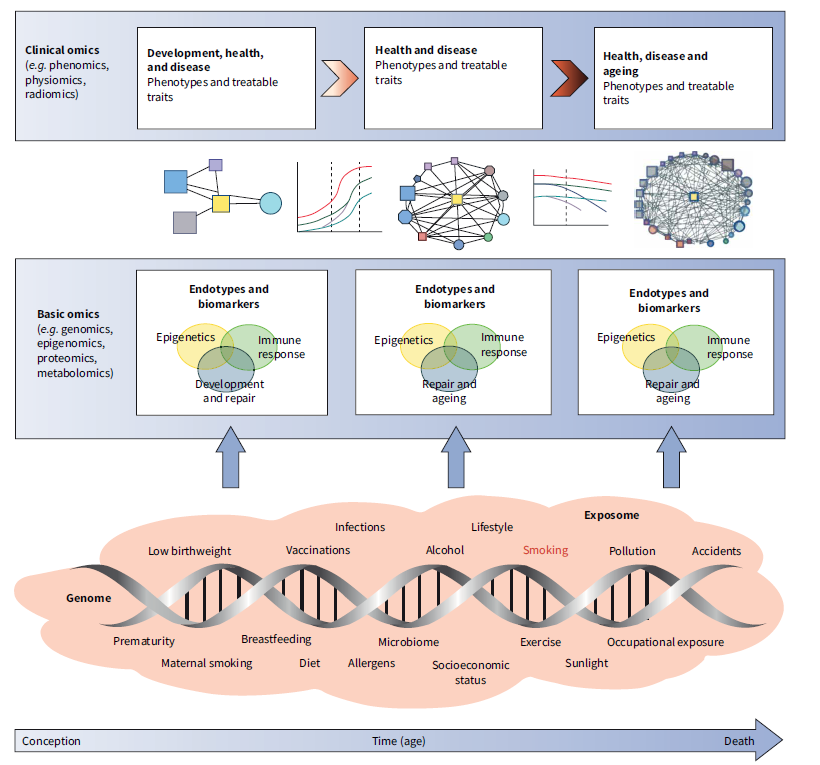 Clinical omics
(e.g. phenomics,
physiomics,
radiomics)
Development, health,
and disease
Phenotypes and treatable
traits
Health and disease
Phenotypes and treatable
traits
Health, disease and
ageing
Phenotypes and treatable
traits
Basic omics
(e.g. genomics,
epigenomics,
proteomics,
metabolomics)
Endotypes and
biomarkers
Epigenetics
Immune
response
Development
and repair
Endotypes and
biomarkers
Epigenetics
Immune
response
Repair and
ageing
Endotypes and
biomarkers
Epigenetics
Immune
response
Repair and
ageing
Exposome
Infections
Lifestyle
Low birthweight
Vaccinations
Alcohol
Smoking
Pollution
Accidents
Genome
Prematurity
Breastfeeding
Microbiome
Exercise
Occupational exposure
Maternal smoking
Diet
Allergens
Socioeconomic
status
Sunlight
Conception
Time (age)
Death